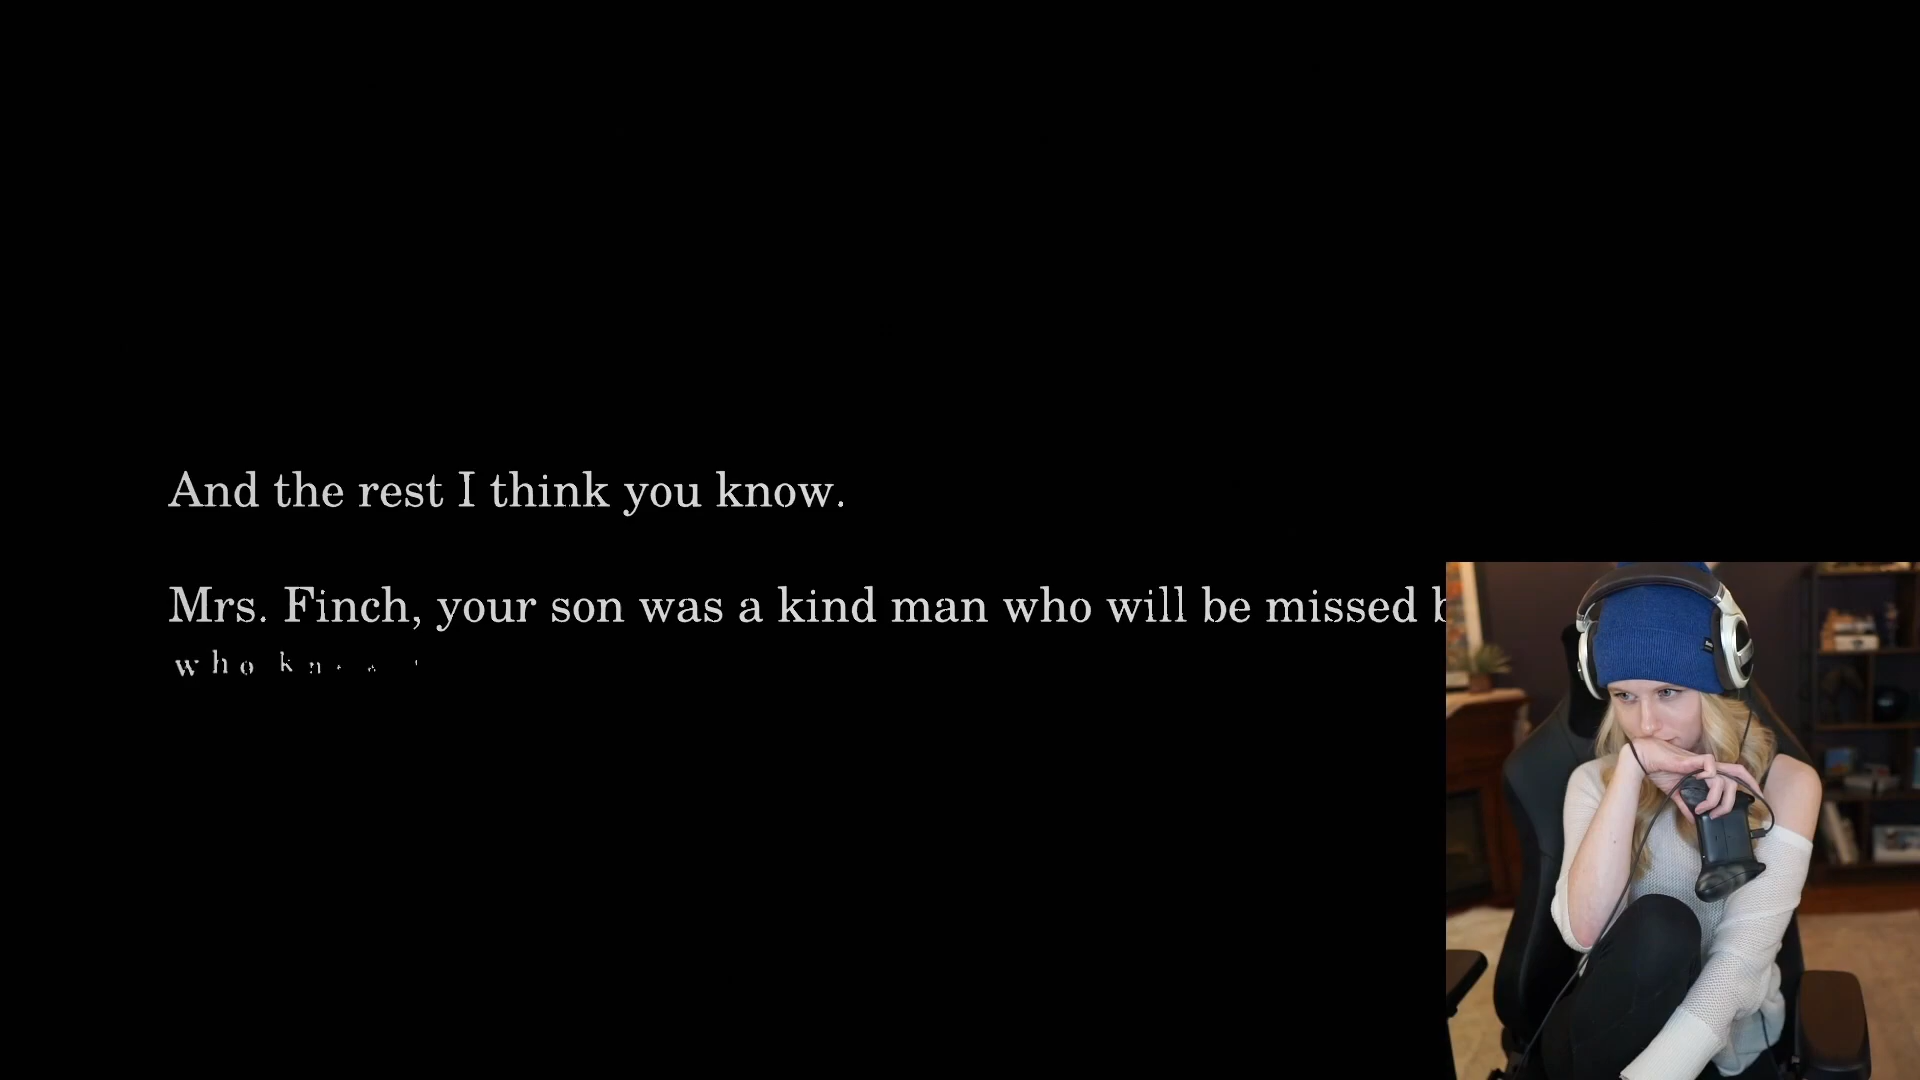 And the rest I think you know.
Mrs. Finch, your son was a kind man who will be missed
who